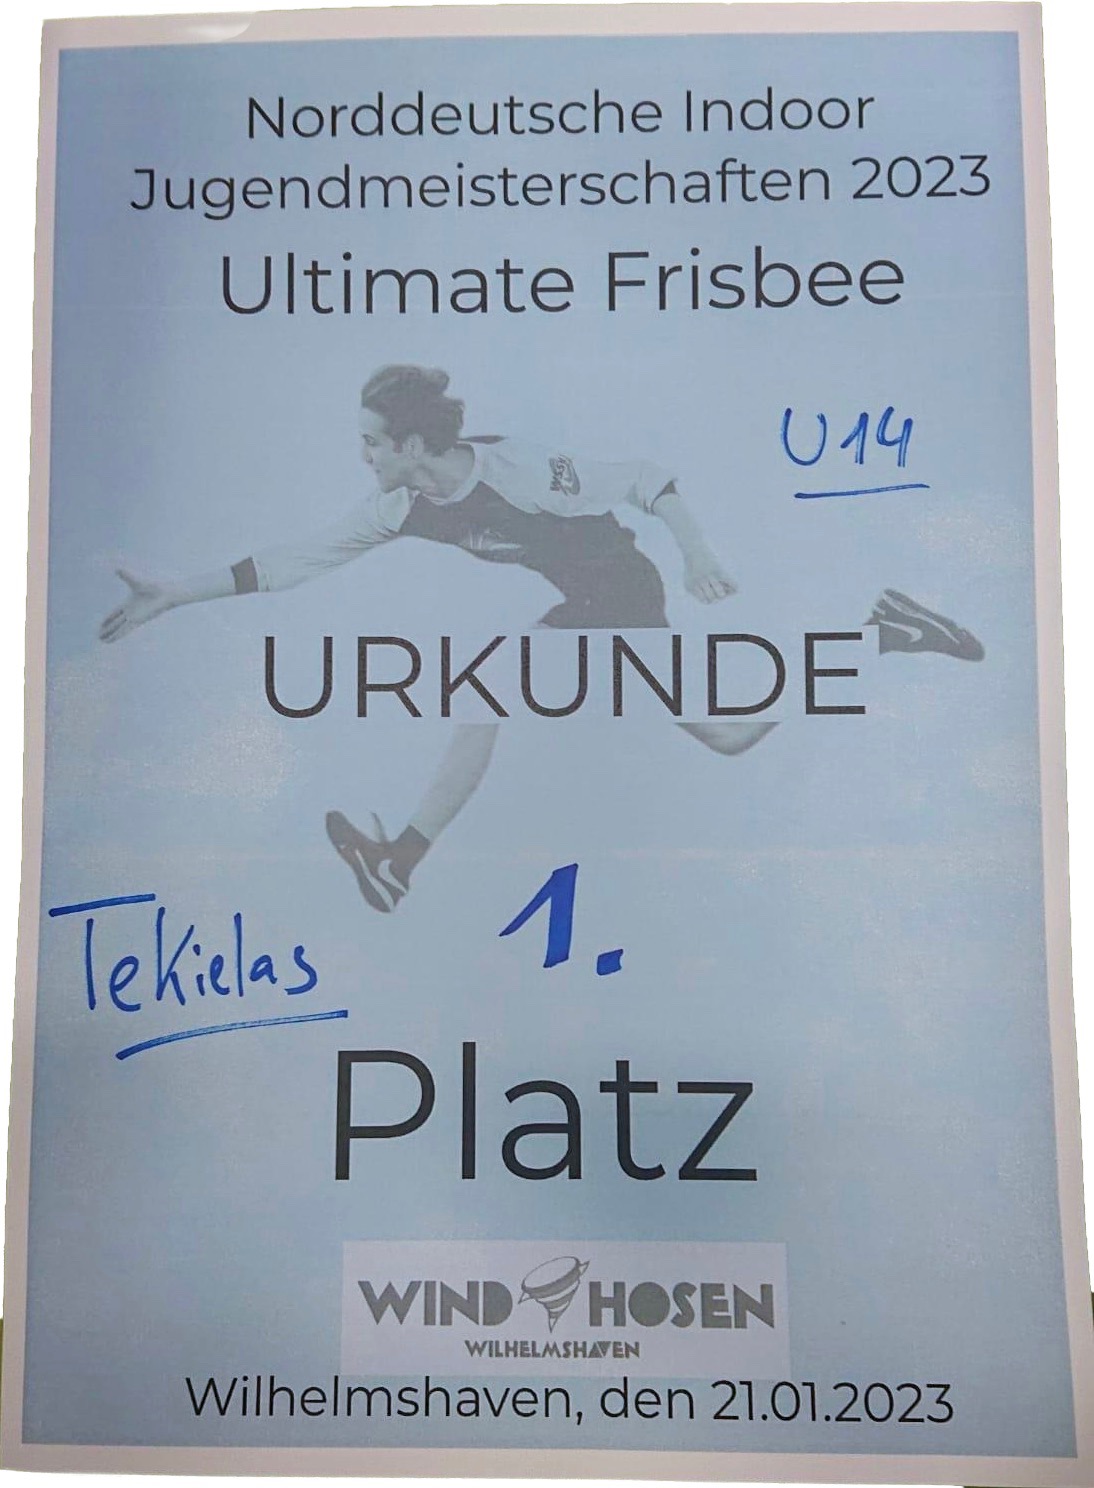 Norddeutsche Indoor
Jugendmeisterschaften 2023
Ultimate Frisbee
U14
URKUNDE
1.
Tekielas
Platz
WIND HOSEN
WILHELMSHAVEN
Wilhelmshaven, den 21.01.2023